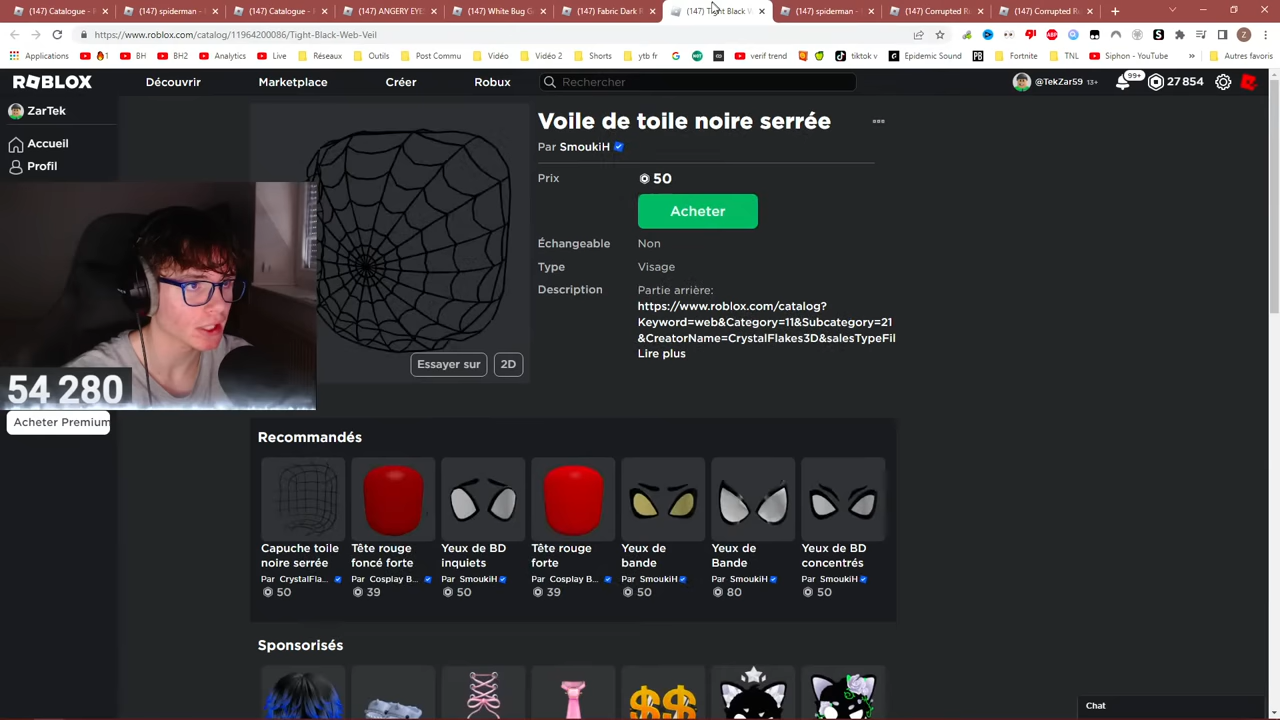 (147) Catalogue - R
(147) spiderman -
(147) Catalogue - R
(147) ANGERY EYE
(147) White Bug G
(147) Fabric Dark R
(147) Tight Black W
(147) spiderman -
(147) Corrupted R
(147) Corrupted R
https://www.roblox.com/catalog/11964200086/Tight-Black-Web-Veil
Applications
1
BH
BH2
Analytics
Live
Réseaux
Outils
Post Commu
Vidéo
Vidéo 2
Shorts
ytb fr
verif trend
tiktok v
Epidemic Sound
Fortnite
TNL
Siphon - YouTube
Autres favoris
ROBLOX
Découvrir
Marketplace
Créer
Robux
Rechercher
@TekZar59 13+
99+
27 854
ZarTek
Accueil
Profil
54 280
Acheter Premium
Voile de toile noire serrée
Par SmoukiH
Prix
50
Acheter
Échangeable
Non
Type
Visage
Description
Partie arrière:
https://www.roblox.com/catalog?
Keyword=web&Category=11&Subcategory=21
&CreatorName=CrystalFlakes3D&salesTypeFil
Lire plus
Essayer sur
2D
Recommandés
Capuche toile
noire serrée
Par CrystalFla...
50
Tête rouge
foncé forte
Par Cosplay B...
39
Yeux de BD
inquiets
Par SmoukiH
50
Tête rouge
forte
Par Cosplay B...
39
Yeux de
bande
Par SmoukiH
50
Yeux de
Bande
Par SmoukiH
80
Yeux de BD
concentrés
Par SmoukiH
50
Sponsorisés
Chat